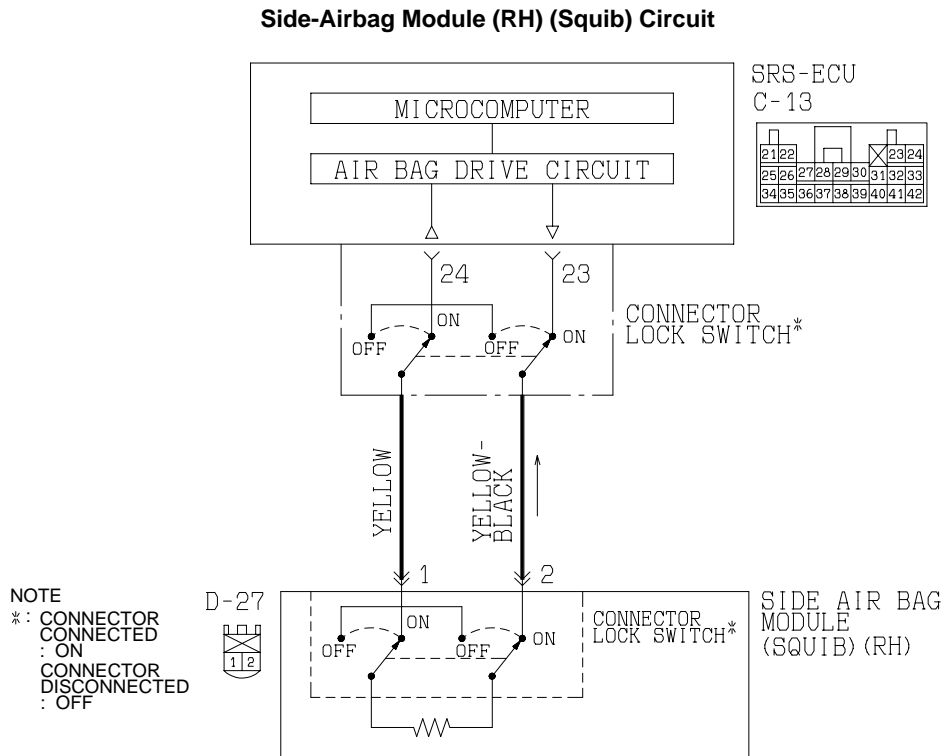 Side-Airbag Module (RH) (Squib) Circuit
SRS-ECU
C-13
MICROCOMPUTER
AIR BAG DRIVE CIRCUIT
21 22 23 24
25 26 27 28 29 30 31 32 33
34 35 36 37 38 39 40 41 42
24 23
CONNECTOR
LOCK SWITCH*
OFF ON OFF ON
YELLOW
YELLOW-
BLACK
1 2
NOTE
*: CONNECTOR
CONNECTED
: ON
CONNECTOR
DISCONNECTED
: OFF
D-27
1 2
OFF ON OFF ON
CONNECTOR
LOCK SWITCH*
SIDE AIR BAG
MODULE
(SQUIB)(RH)